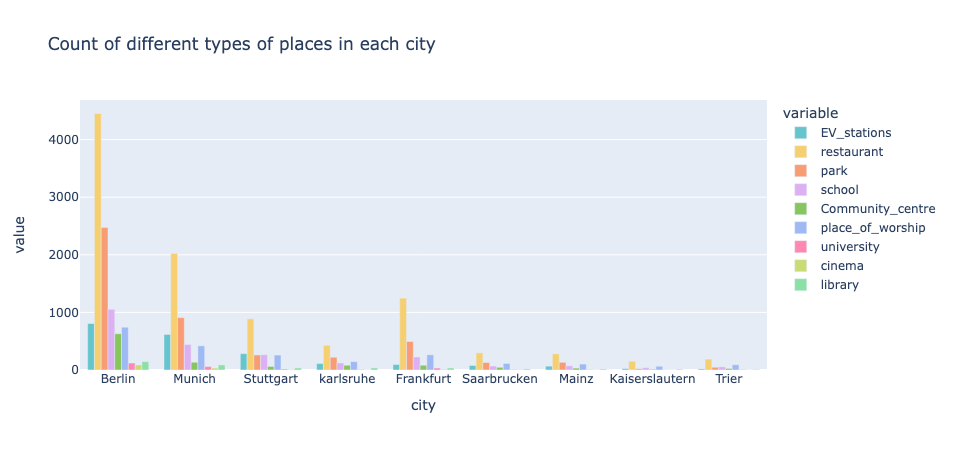 Count of different types of places in each city
variable
EV_stations
restaurant
park
school
Community_centre
place_of_worship
university
cinema
library
4000
3000
2000
1000
0
value
Berlin
Munich
Stuttgart
karlsruhe
Frankfurt
Saarbrucken
Mainz
Kaiserslautern
Trier
city